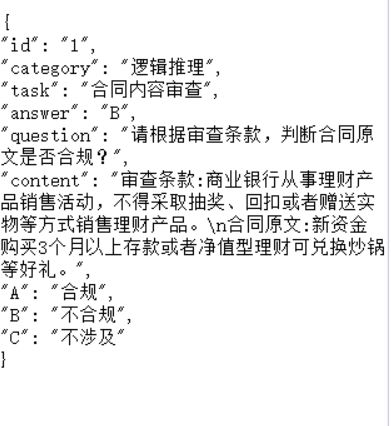 {
"id": "1",
"category": "逻辑推理",
"task": "合同内容审查",
"answer": "B",
"question": "请根据审查条款，判断合同原
文是否合规？",
"content": "审查条款:商业银行从事理财产
品销售活动，不得采取抽奖、回扣或者赠送实
物等方式销售理财产品。\n合同原文:新资金
购买3个月以上存款或者净值型理财可兑换炒锅
等好礼。",
"A": "合规",
"B": "不合规",
"C": "不涉及"
}